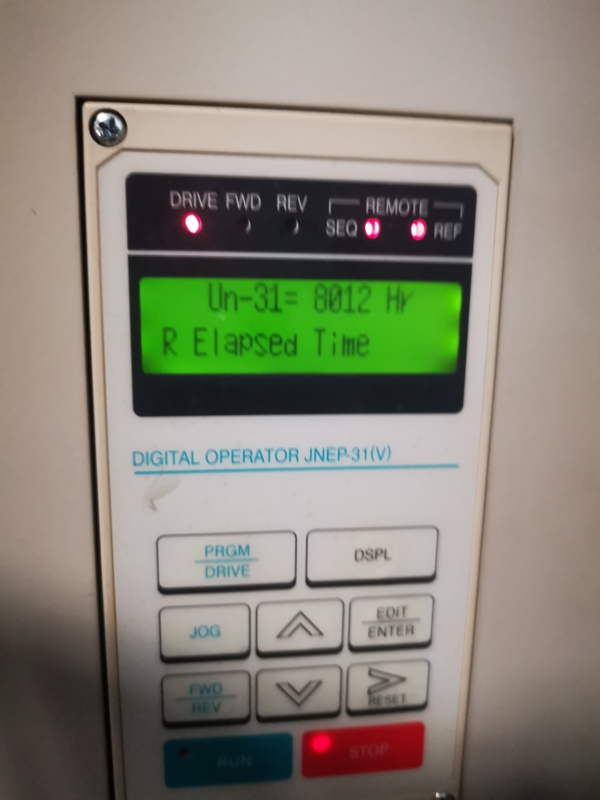 DRIVE FWD REV REMOTE
SEQ REF
Un-31= 8012 Hr
R Elapsed Time
DIGITAL OPERATOR JNEP-31(V)
PRGM
DRIVE
DSPL
JOG
EDIT
ENTER
FWD
REV
RESET
RUN
STOP